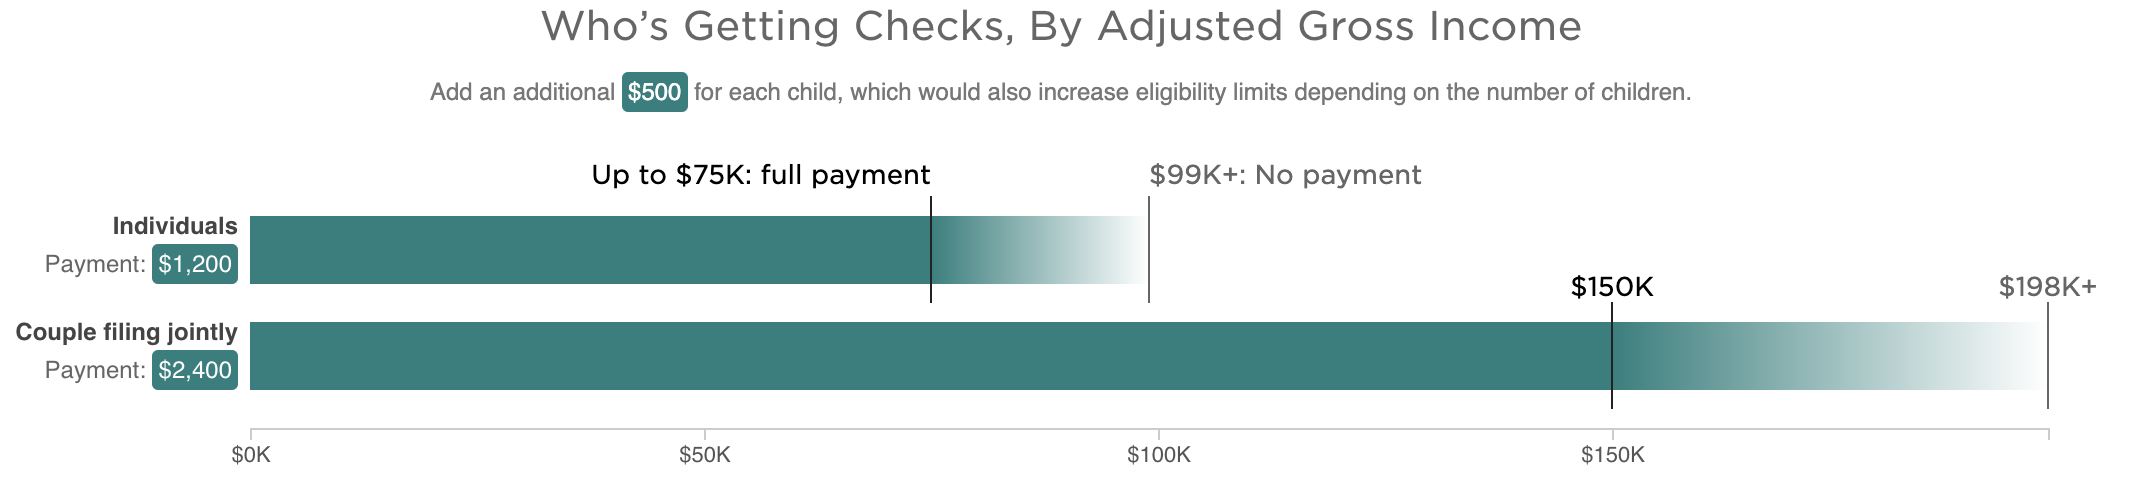 Who’s Getting Checks, By Adjusted Gross Income
Add an additional $500 for each child, which would also increase eligibility limits depending on the number of children.
Up to $75K: full payment
$99K+: No payment
Individuals
Payment: $1,200
$150K
$198K+
Couple filing jointly
Payment: $2,400
$0K
$50K
$100K
$150K